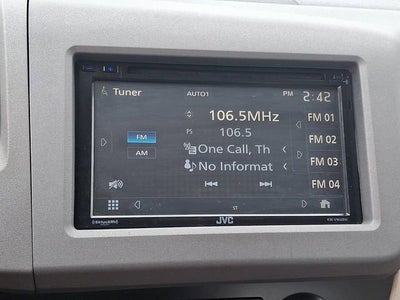 Tuner AUTO1 PM 2:42
106.5MHz FM 01
PS 106.5
FM FM 02
AM One Call, Th
FM 03
No Informat
FM 04
ST
JVC